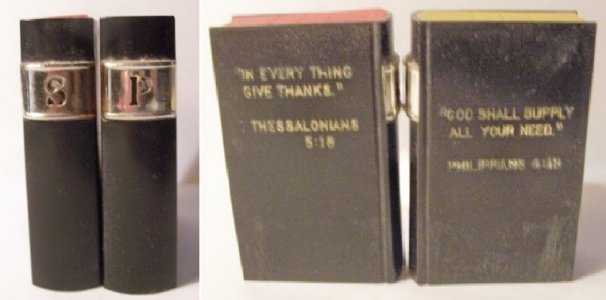 S P
"IN EVERY THING
GIVE THANKS."
THESSALONIANS
5:18
"GOD SHALL SUPPLY
ALL YOUR NEED."
PHILIPPIANS 4:19